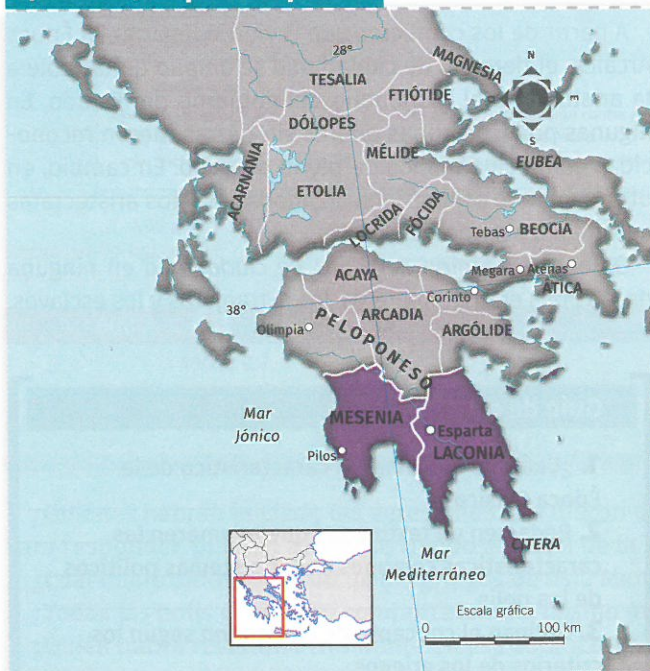 28°
MAGNESIA
TESALIA
FTIÓTIDE
N
E
S
DÓLOPES
MÉLIDE
EUBEA
ACARNANIA
ETOLIA
LOCRIDA
FÓCIDA
Tebas
BEOCIA
Megara
Atenas
ÁTICA
ACAYA
Corinto
38°
ARCADIA
Olimpia
PELOPONESO
ARGÓLIDE
Mar
Jónico
MESENIA
Esparta
Pilos
LACONIA
CITERA
Mar
Mediterráneo
Escala gráfica
0 100 km